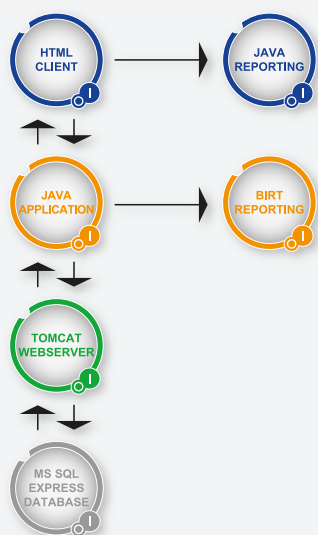 HTML
CLIENT
JAVA
REPORTING
JAVA
APPLICATION
BIRT
REPORTING
TOMCAT
WEBSERVER
MS SQL
EXPRESS
DATABASE